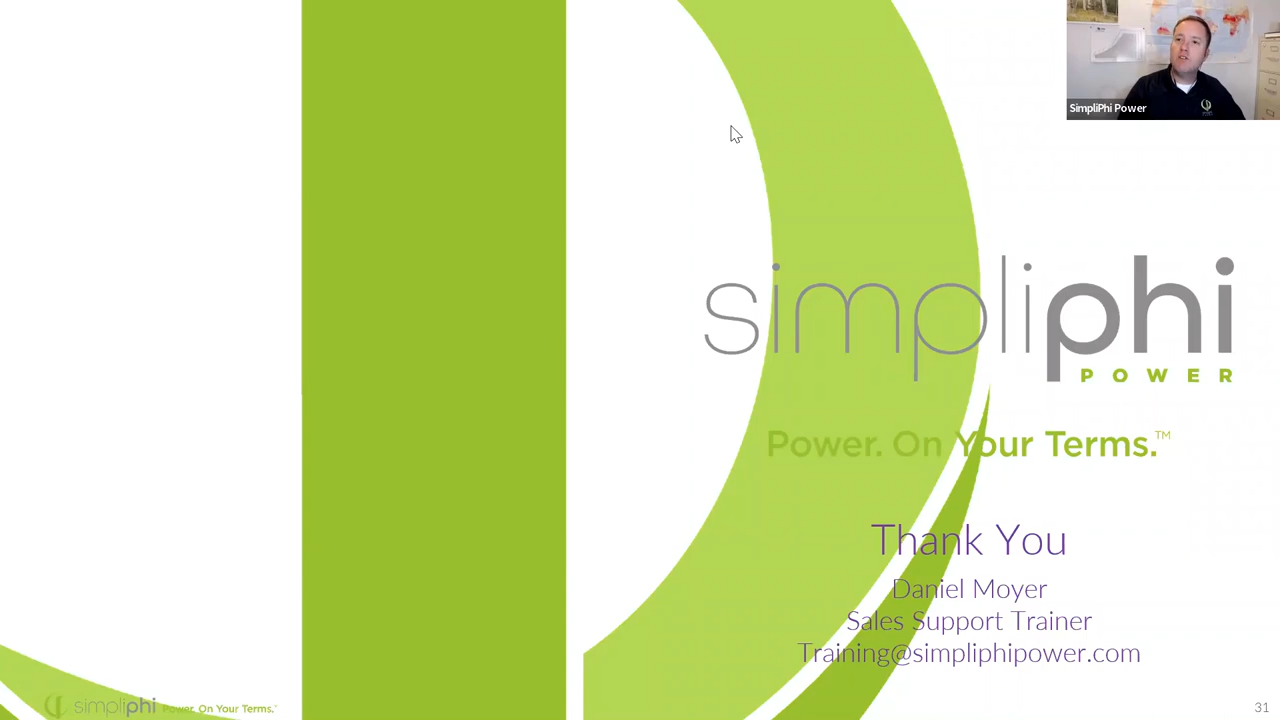 SimpliPhi Power
simpliphi
POWER
Power. On Your Terms.™
Thank You
Daniel Moyer
Sales Support Trainer
Training@simpliphipower.com
simpliphi Power. On Your Terms.™
31